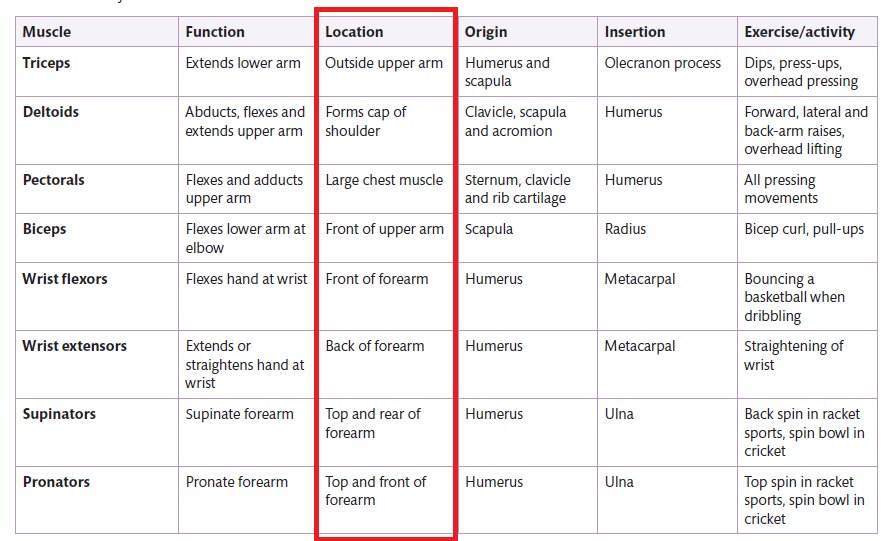 Muscle Function Location Origin Insertion Exercise/activity
Triceps Extends lower arm Outside upper arm Humerus and Olecranon process Dips, press-ups,
scapula overhead pressing
Deltoids Abducts, flexes and Forms cap of Clavicle, scapula Humerus Forward, lateral and
extends upper arm shoulder and acromion back-arm raises,
overhead lifting
Pectorals Flexes and adducts Large chest muscle Sternum, clavicle Humerus All pressing
upper arm and rib cartilage movements
Biceps Flexes lower arm at Front of upper arm Scapula Radius Bicep curl, pull-ups
elbow
Wrist flexors Flexes hand at wrist Front of forearm Humerus Metacarpal Bouncing a
basketball when
dribbling
Wrist extensors Extends or Back of forearm Humerus Metacarpal Straightening of
straightens hand at wrist
wrist
Supinators Supinate forearm Top and rear of Humerus Ulna Back spin in racket
forearm sports, spin bowl in
cricket
Pronators Pronate forearm Top and front of Humerus Ulna Top spin in racket
forearm sports, spin bowl in
cricket